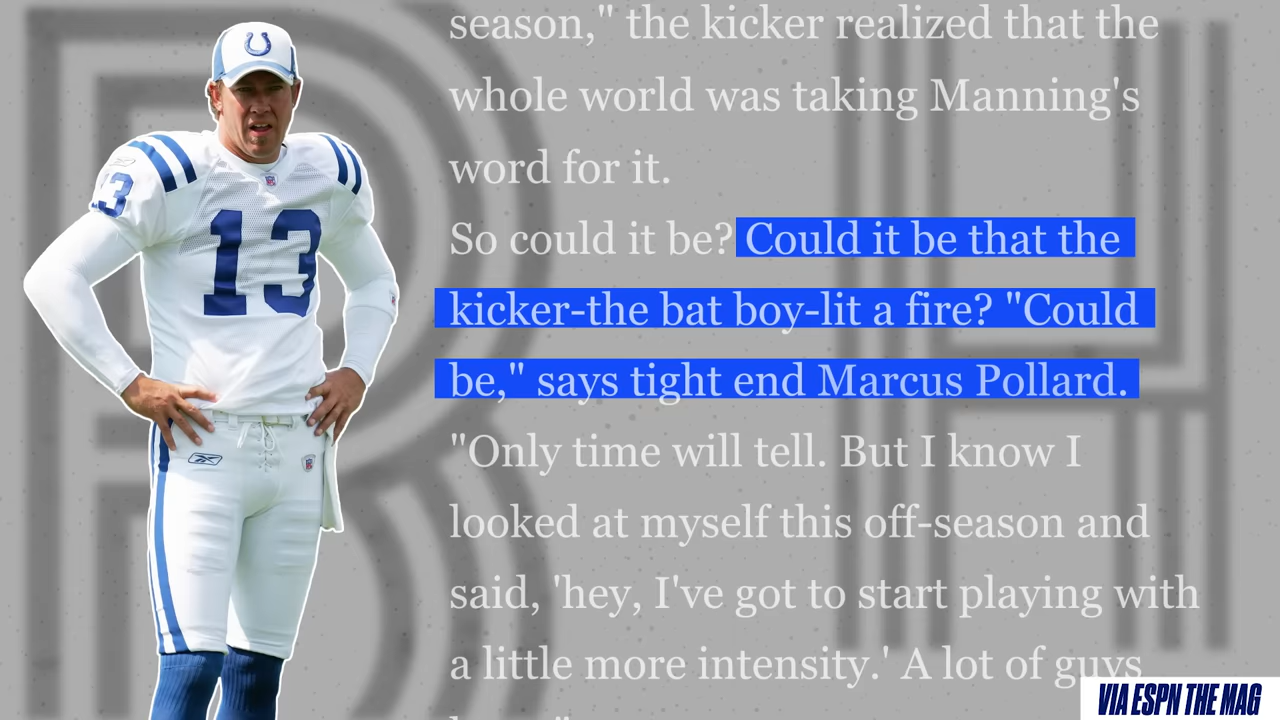 season," the kicker realized that the
whole world was taking Manning's
word for it.
So could it be? Could it be that the
kicker-the bat boy-lit a fire? "Could
be," says tight end Marcus Pollard.
"Only time will tell. But I know I
looked at myself this off-season and
said, 'hey, I've got to start playing with
a little more intensity.' A lot of guys
13
13
VIA ESPN THE MAG